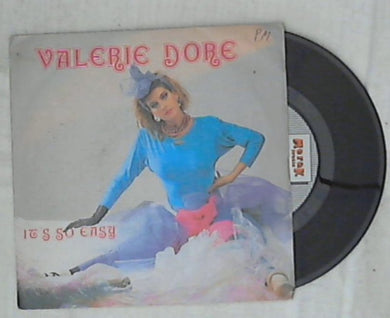 P.M
VALERIE DORE
IT'S SO EASY